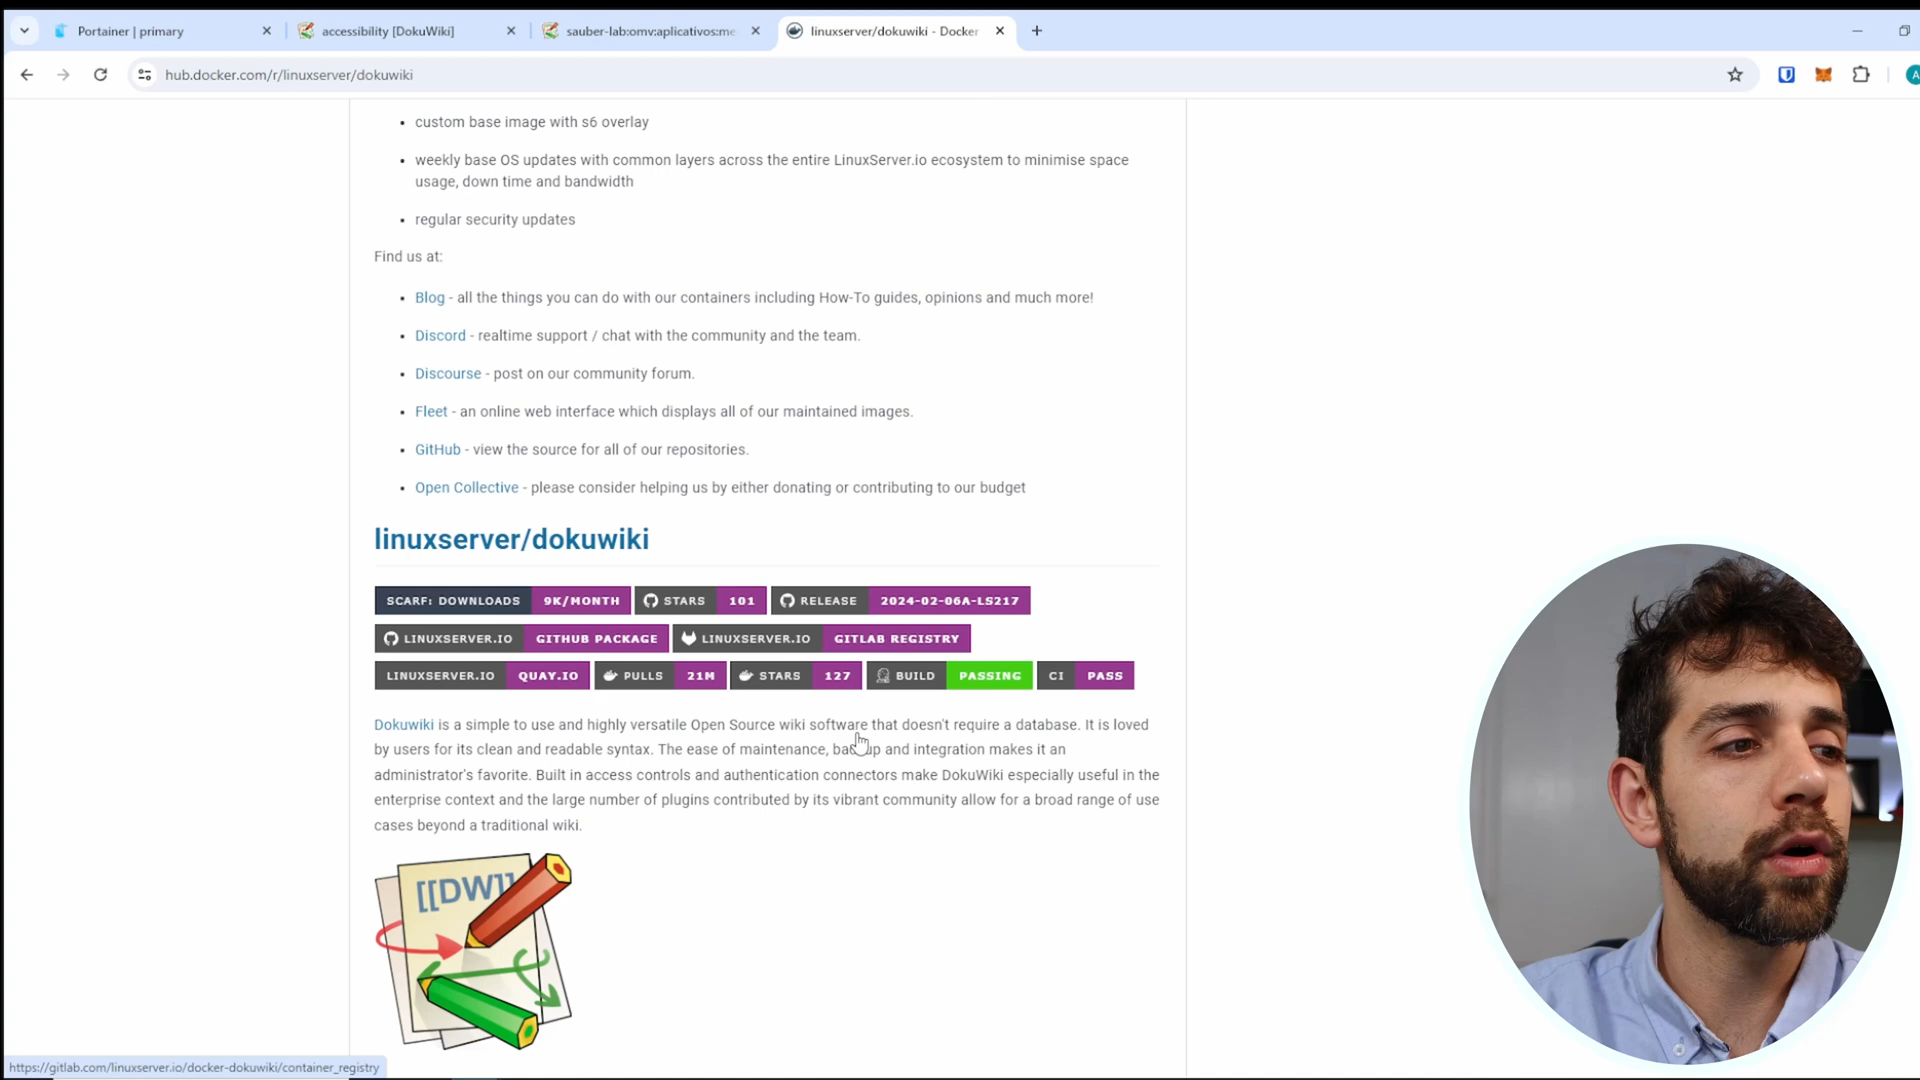 Portainer | primary
accessibility [DokuWiki]
sauber-lab:omv:aplicativos:me
linuxserver/dokuwiki - Docker
hub.docker.com/r/linuxserver/dokuwiki
A
• custom base image with s6 overlay
• weekly base OS updates with common layers across the entire LinuxServer.io ecosystem to minimise space
usage, down time and bandwidth
• regular security updates
Find us at:
• Blog - all the things you can do with our containers including How-To guides, opinions and much more!
• Discord - realtime support / chat with the community and the team.
• Discourse - post on our community forum.
• Fleet - an online web interface which displays all of our maintained images.
• GitHub - view the source for all of our repositories.
• Open Collective - please consider helping us by either donating or contributing to our budget
linuxserver/dokuwiki
SCARF: DOWNLOADS 9K/MONTH STARS 101 RELEASE 2024-02-06A-LS217
LINUXSERVER.IO GITHUB PACKAGE LINUXSERVER.IO GITLAB REGISTRY
LINUXSERVER.IO QUAY.IO PULLS 21M STARS 127 BUILD PASSING CI PASS
Dokuwiki is a simple to use and highly versatile Open Source wiki software that doesn't require a database. It is loved
by users for its clean and readable syntax. The ease of maintenance, backup and integration makes it an
administrator's favorite. Built in access controls and authentication connectors make DokuWiki especially useful in the
enterprise context and the large number of plugins contributed by its vibrant community allow for a broad range of use
cases beyond a traditional wiki.
[[DW]]
https://gitlab.com/linuxserver.io/docker-dokuwiki/container_registry